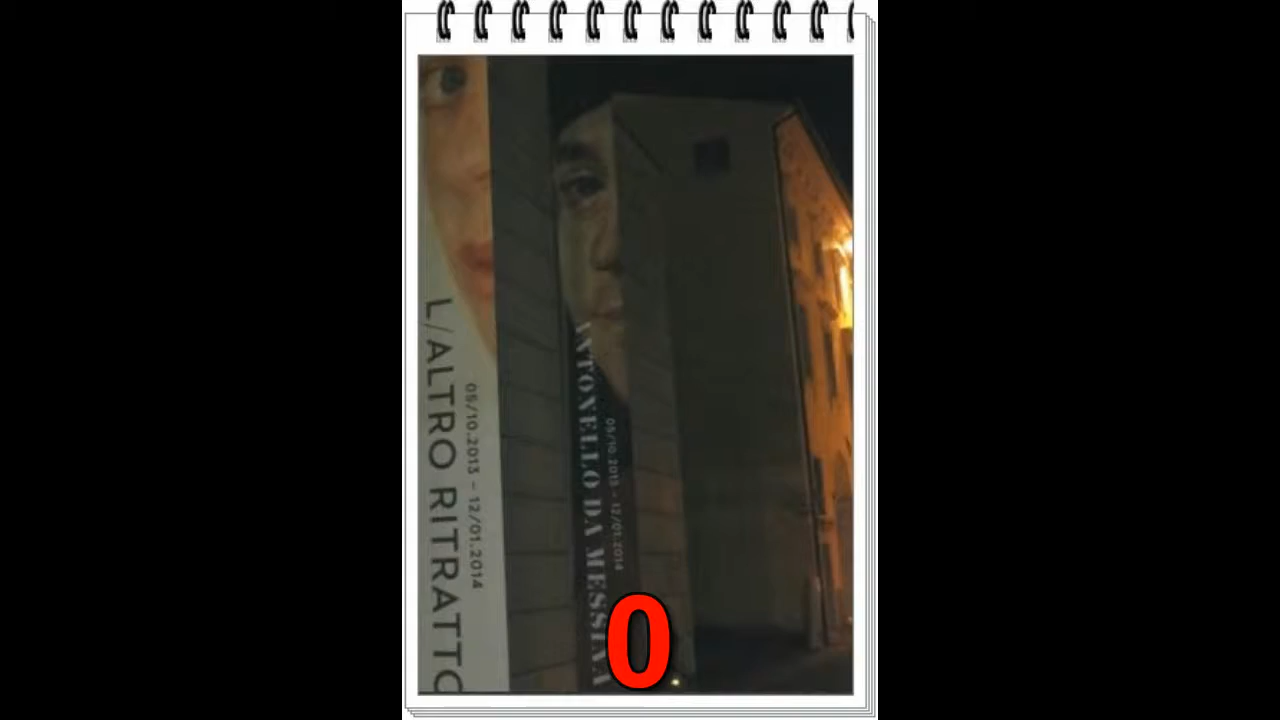 L/ALTRO RITRATTO
05/10.2013 – 12/01.2014
ANTONELLO DA MESSINA
05/10.2013 – 12/01.2014
0